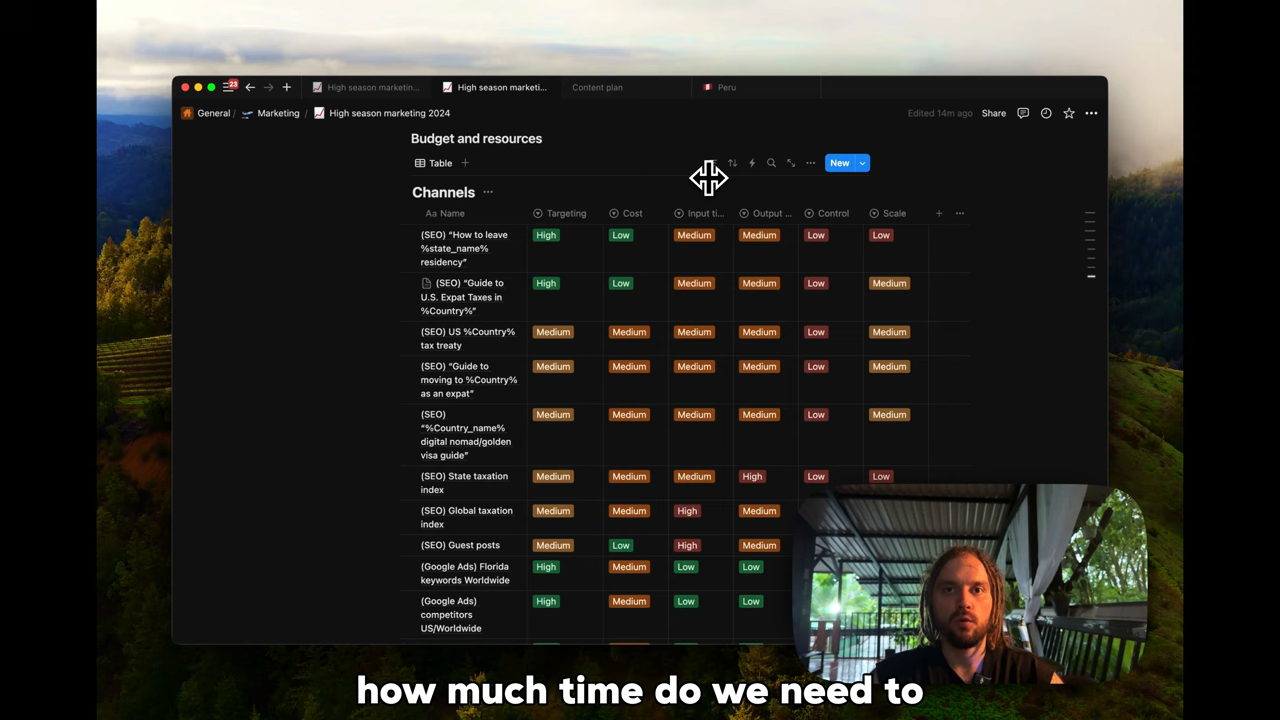 23
High season marketin...
High season marketi...
Content plan
Peru
General / Marketing / High season marketing 2024
Edited 14m ago
Share
Budget and resources
Table
New
Channels
Aa Name Targeting Cost Input ti... Output ... Control Scale
(SEO) “How to leave
%state_name%
residency”
High Low Medium Medium Low Low
(SEO) “Guide to
U.S. Expat Taxes in
%Country%”
High Low Medium Medium Low Medium
(SEO) US %Country%
tax treaty
Medium Medium Medium Medium Low Medium
(SEO) “Guide to
moving to %Country%
as an expat”
Medium Medium Medium Medium Low Medium
(SEO)
“%Country_name%
digital nomad/golden
visa guide”
Medium Medium Medium Medium Low Medium
(SEO) State taxation
index
Medium Medium Medium High Low Low
(SEO) Global taxation
index
Medium Medium High Medium
(SEO) Guest posts
Medium Low High Medium
(Google Ads) Florida
keywords Worldwide
High Medium Low Low
(Google Ads)
competitors
US/Worldwide
High Medium Low Low
how much time do we need to